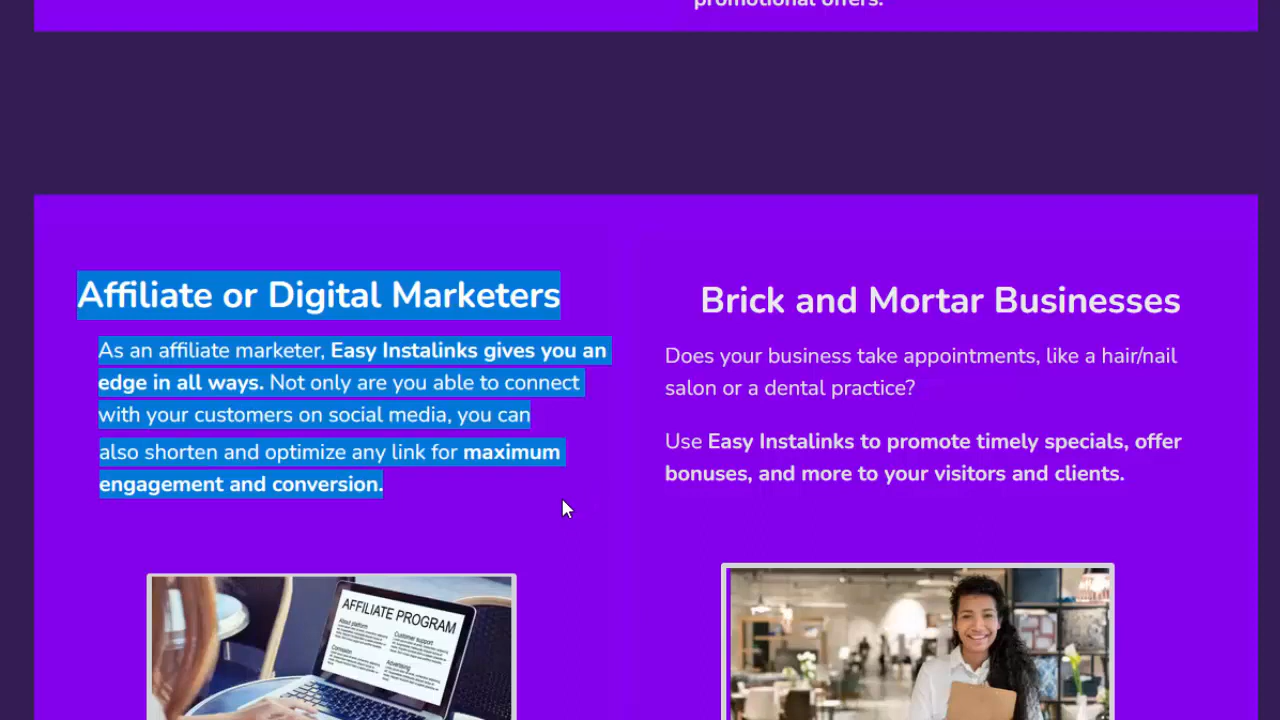 promotional offers.
Affiliate or Digital Marketers
As an affiliate marketer, Easy Instalinks gives you an
edge in all ways. Not only are you able to connect
with your customers on social media, you can
also shorten and optimize any link for maximum
engagement and conversion.
Brick and Mortar Businesses
Does your business take appointments, like a hair/nail
salon or a dental practice?
Use Easy Instalinks to promote timely specials, offer
bonuses, and more to your visitors and clients.
AFFILIATE PROGRAM
About platform
Customer support
Commission
Advertising